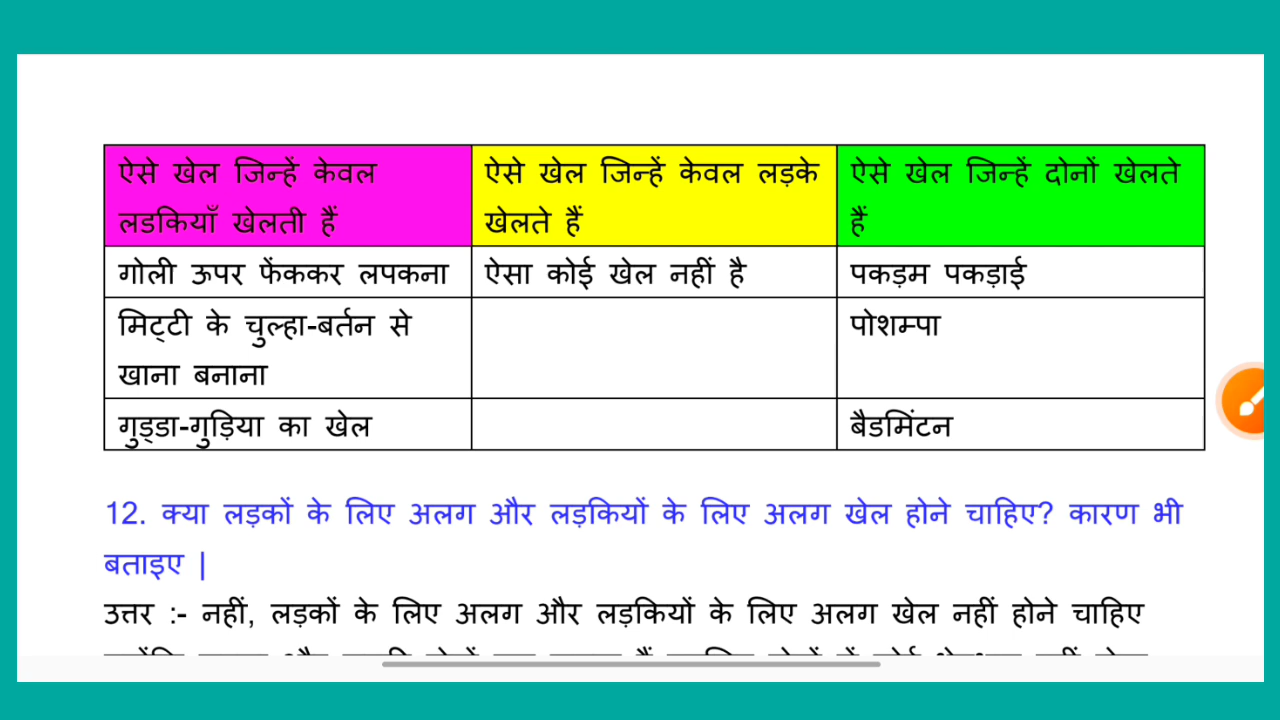 ऐसे खेल जिन्हें केवल
लडकियाँ खेलती हैं
ऐसे खेल जिन्हें केवल लड़के
खेलते हैं
ऐसे खेल जिन्हें दोनों खेलते
हैं
गोली ऊपर फेंककर लपकना
ऐसा कोई खेल नहीं है
पकड़म पकड़ाई
मिट्टी के चुल्हा-बर्तन से
खाना बनाना
पोशम्पा
गुड्डा-गुड़िया का खेल
बैडमिंटन
12. क्या लड़कों के लिए अलग और लड़कियों के लिए अलग खेल होने चाहिए? कारण भी
बताइए |
उत्तर :- नहीं, लड़कों के लिए अलग और लड़कियों के लिए अलग खेल नहीं होने चाहिए